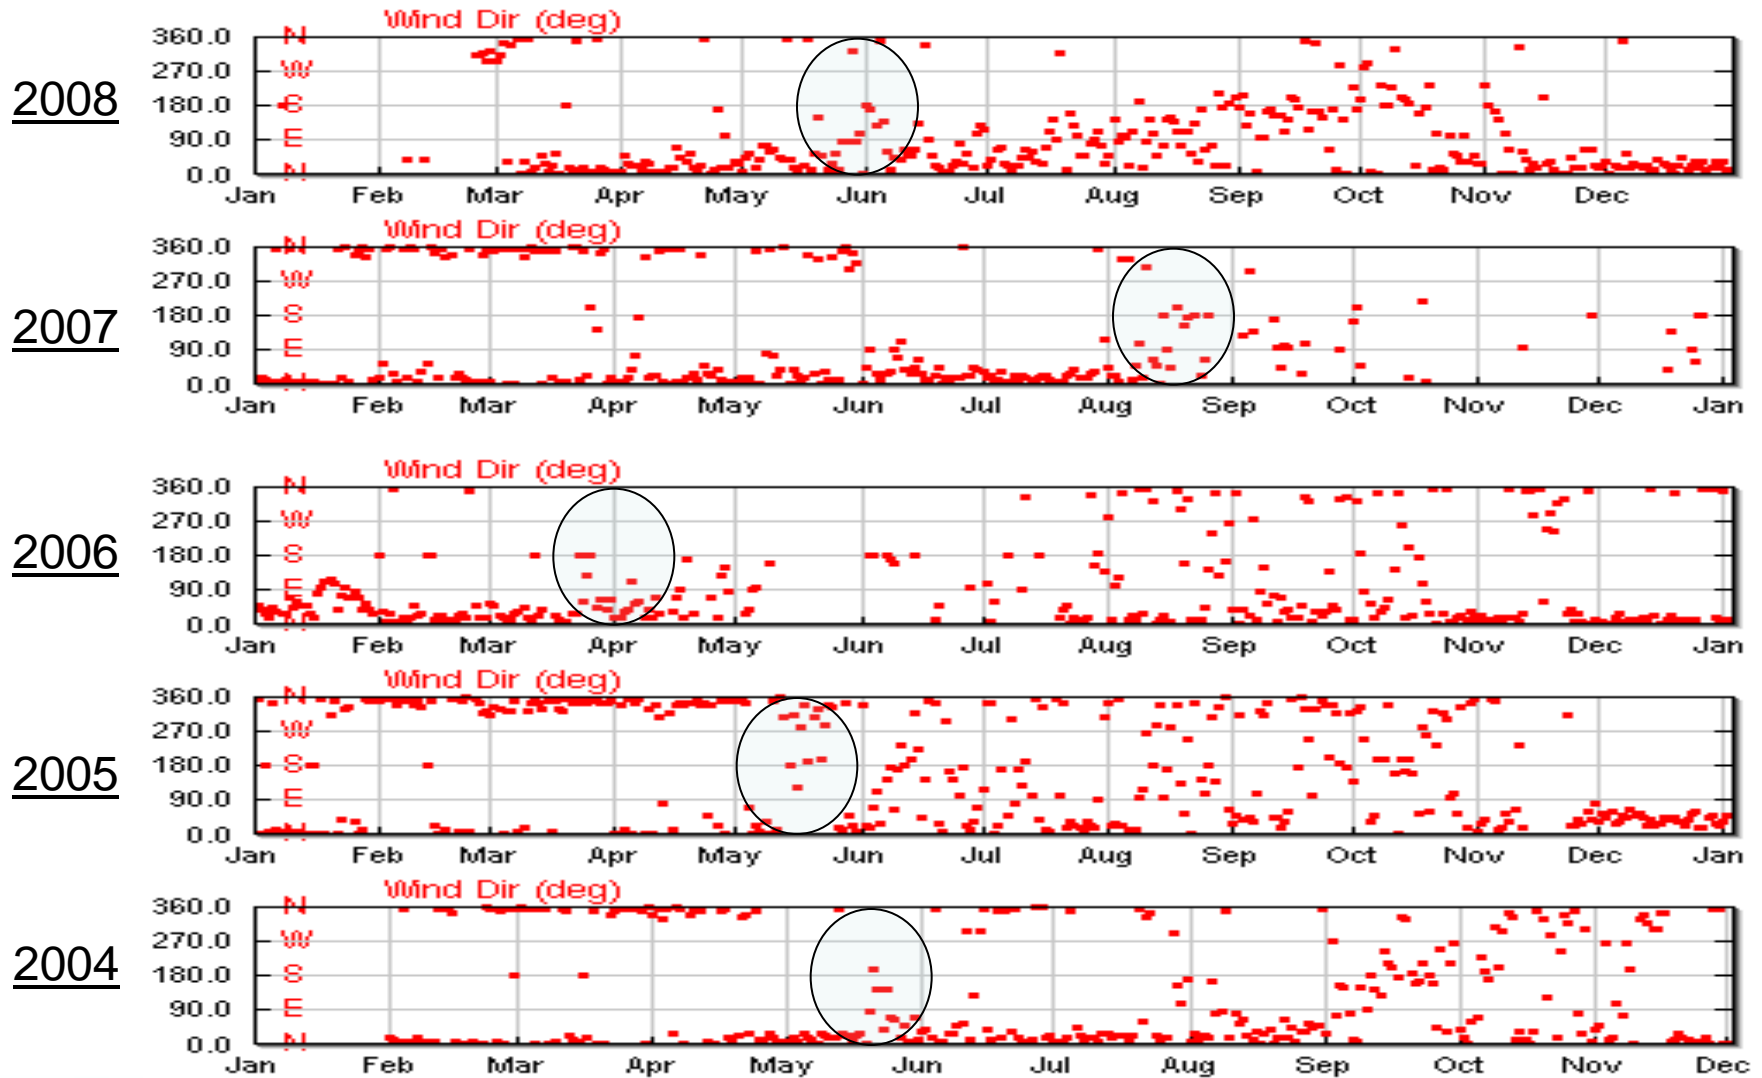 Wind Dir (deg)
2008
360.0 N
270.0 W
180.0 S
90.0 E
0.0 N
Jan Feb Mar Apr May Jun Jul Aug Sep Oct Nov Dec
Wind Dir (deg)
2007
360.0 N
270.0 W
180.0 S
90.0 E
0.0 N
Jan Feb Mar Apr May Jun Jul Aug Sep Oct Nov Dec Jan
Wind Dir (deg)
2006
360.0 N
270.0 W
180.0 S
90.0 E
0.0 N
Jan Feb Mar Apr May Jun Jul Aug Sep Oct Nov Dec Jan
Wind Dir (deg)
2005
360.0 N
270.0 W
180.0 S
90.0 E
0.0 N
Jan Feb Mar Apr May Jun Jul Aug Sep Oct Nov Dec Jan
Wind Dir (deg)
2004
360.0 N
270.0 W
180.0 S
90.0 E
0.0 N
Jan Feb Mar Apr May Jun Jul Aug Sep Oct Nov Dec